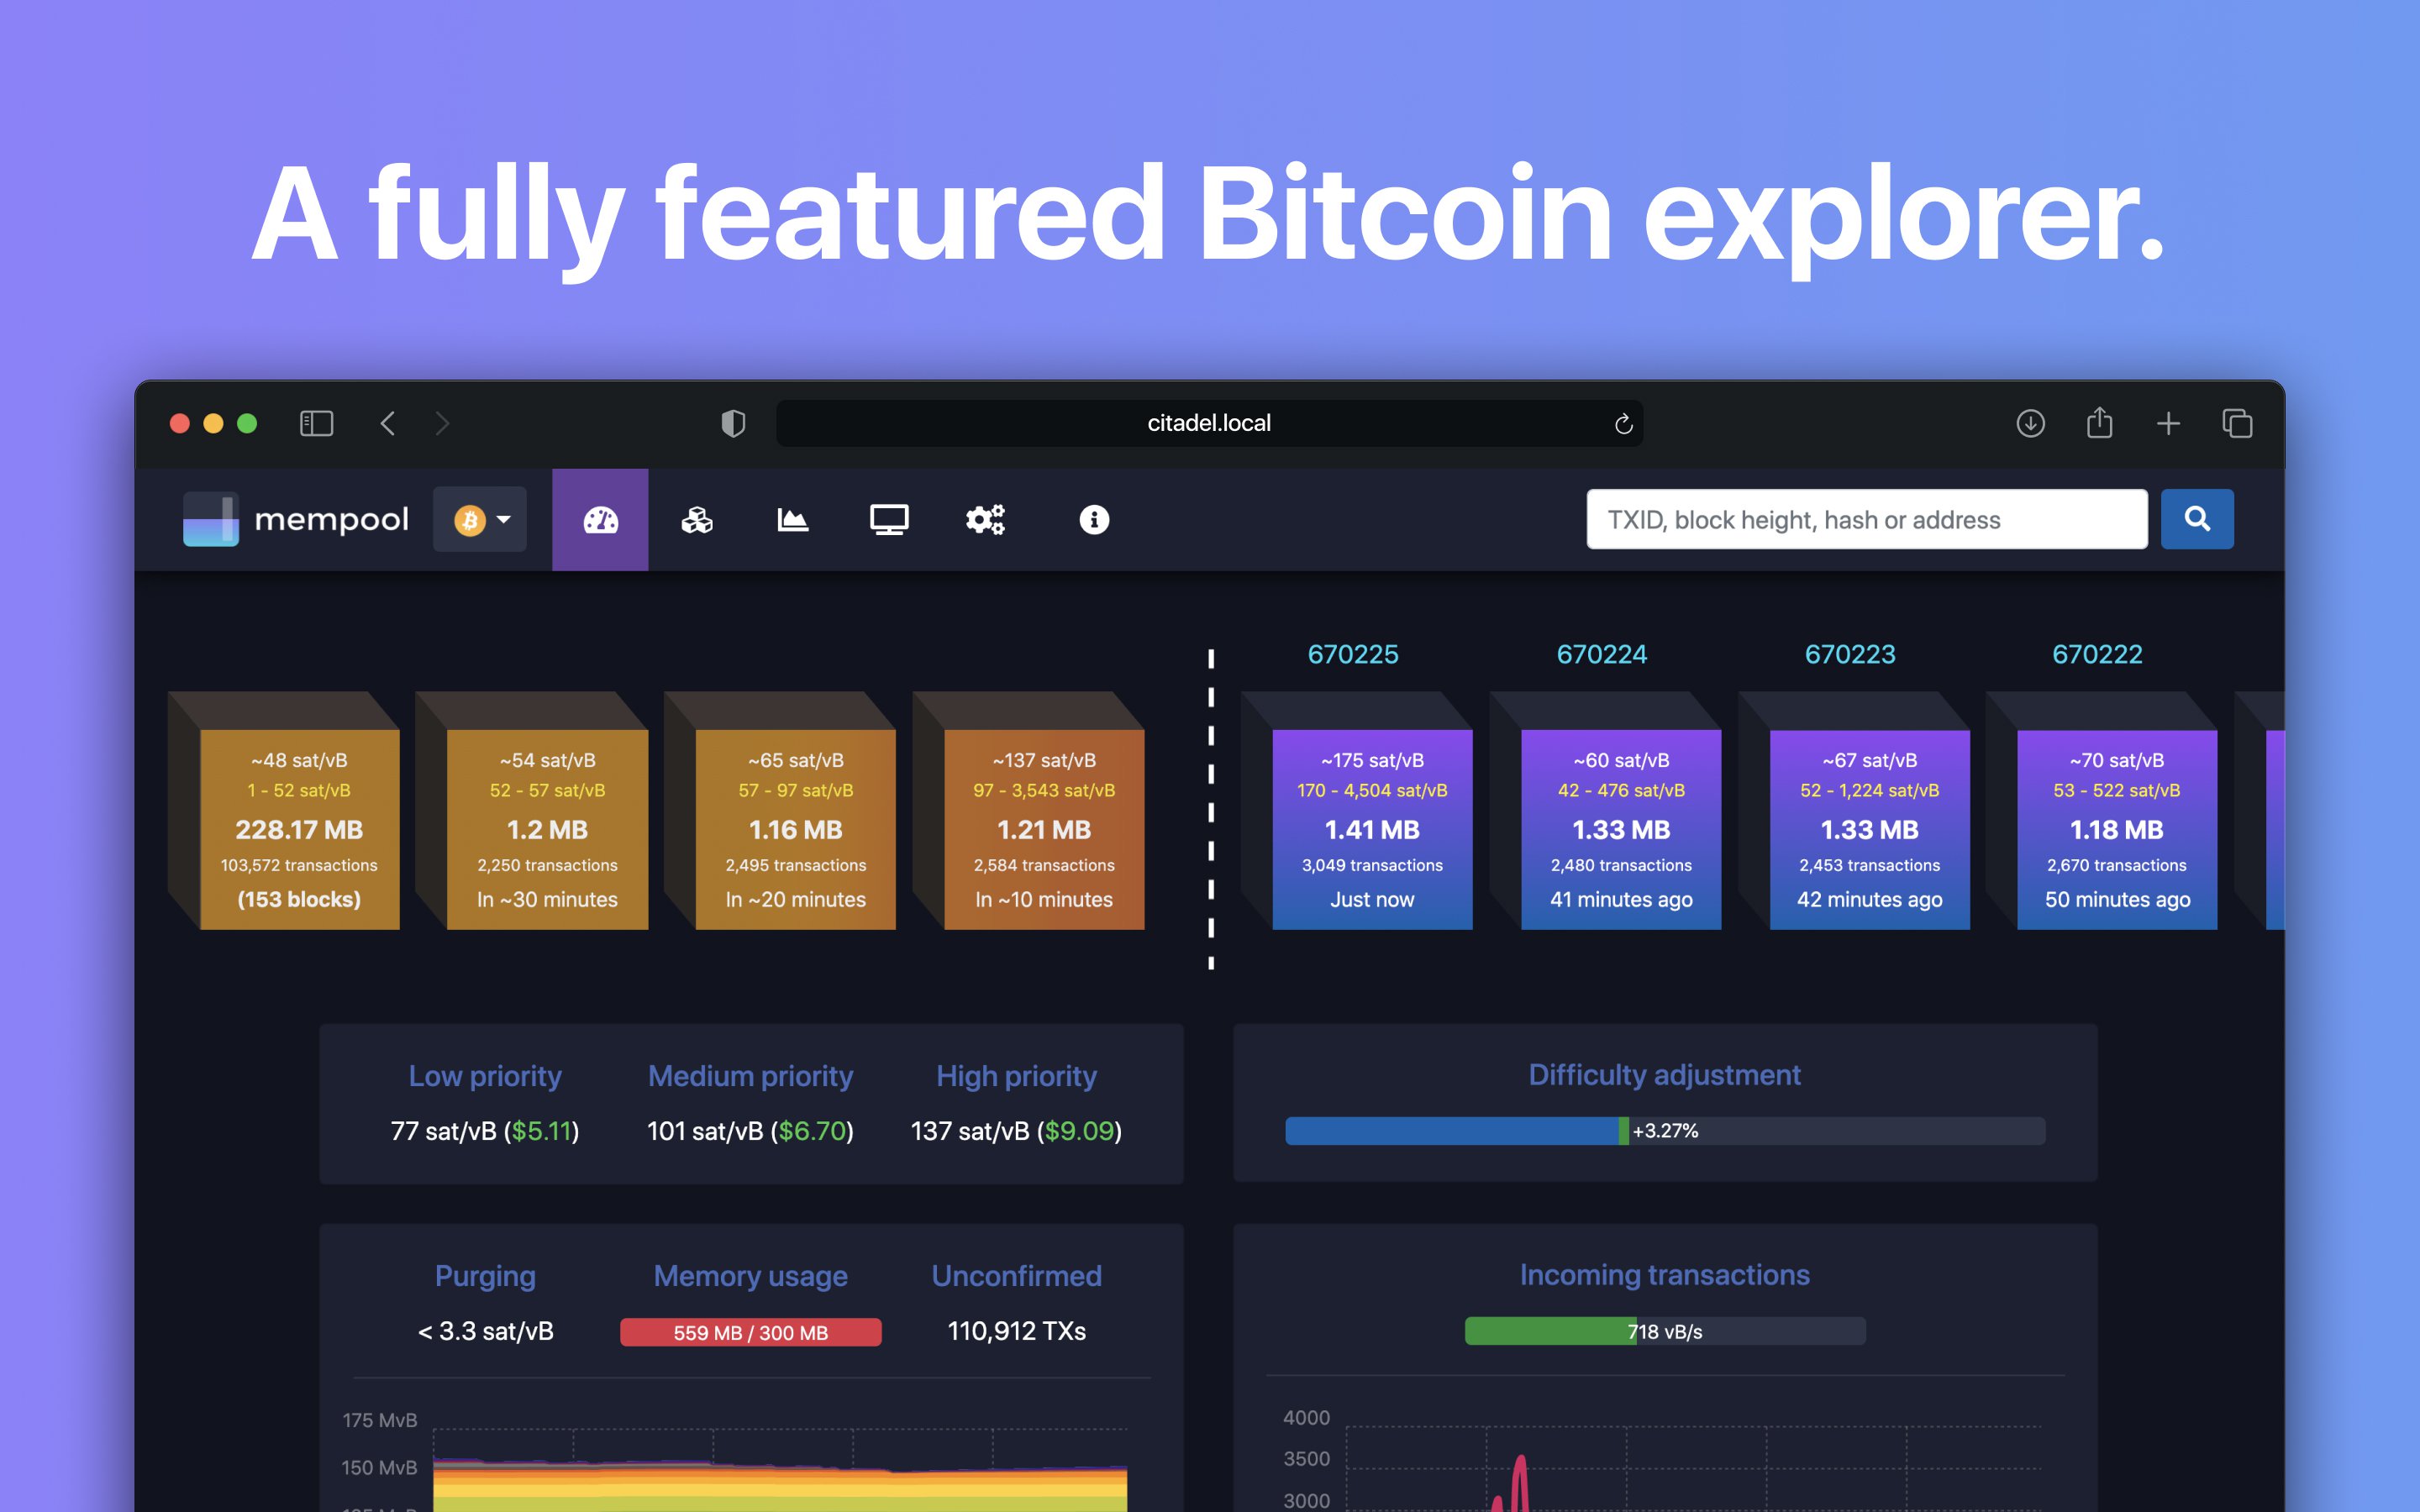 A fully featured Bitcoin explorer.
citadel.local
mempool
TXID, block height, hash or address
670225
670224
670223
670222
~48 sat/vB
1 - 52 sat/vB
228.17 MB
103,572 transactions
(153 blocks)
~54 sat/vB
52 - 57 sat/vB
1.2 MB
2,250 transactions
In ~30 minutes
~65 sat/vB
57 - 97 sat/vB
1.16 MB
2,495 transactions
In ~20 minutes
~137 sat/vB
97 - 3,543 sat/vB
1.21 MB
2,584 transactions
In ~10 minutes
~175 sat/vB
170 - 4,504 sat/vB
1.41 MB
3,049 transactions
Just now
~60 sat/vB
42 - 476 sat/vB
1.33 MB
2,480 transactions
41 minutes ago
~67 sat/vB
52 - 1,224 sat/vB
1.33 MB
2,453 transactions
42 minutes ago
~70 sat/vB
53 - 522 sat/vB
1.18 MB
2,670 transactions
50 minutes ago
Low priority
77 sat/vB ($5.11)
Medium priority
101 sat/vB ($6.70)
High priority
137 sat/vB ($9.09)
Difficulty adjustment
+3.27%
Purging
< 3.3 sat/vB
Memory usage
559 MB / 300 MB
Unconfirmed
110,912 TXs
Incoming transactions
718 vB/s
175 MvB
150 MvB
4000
3500
3000